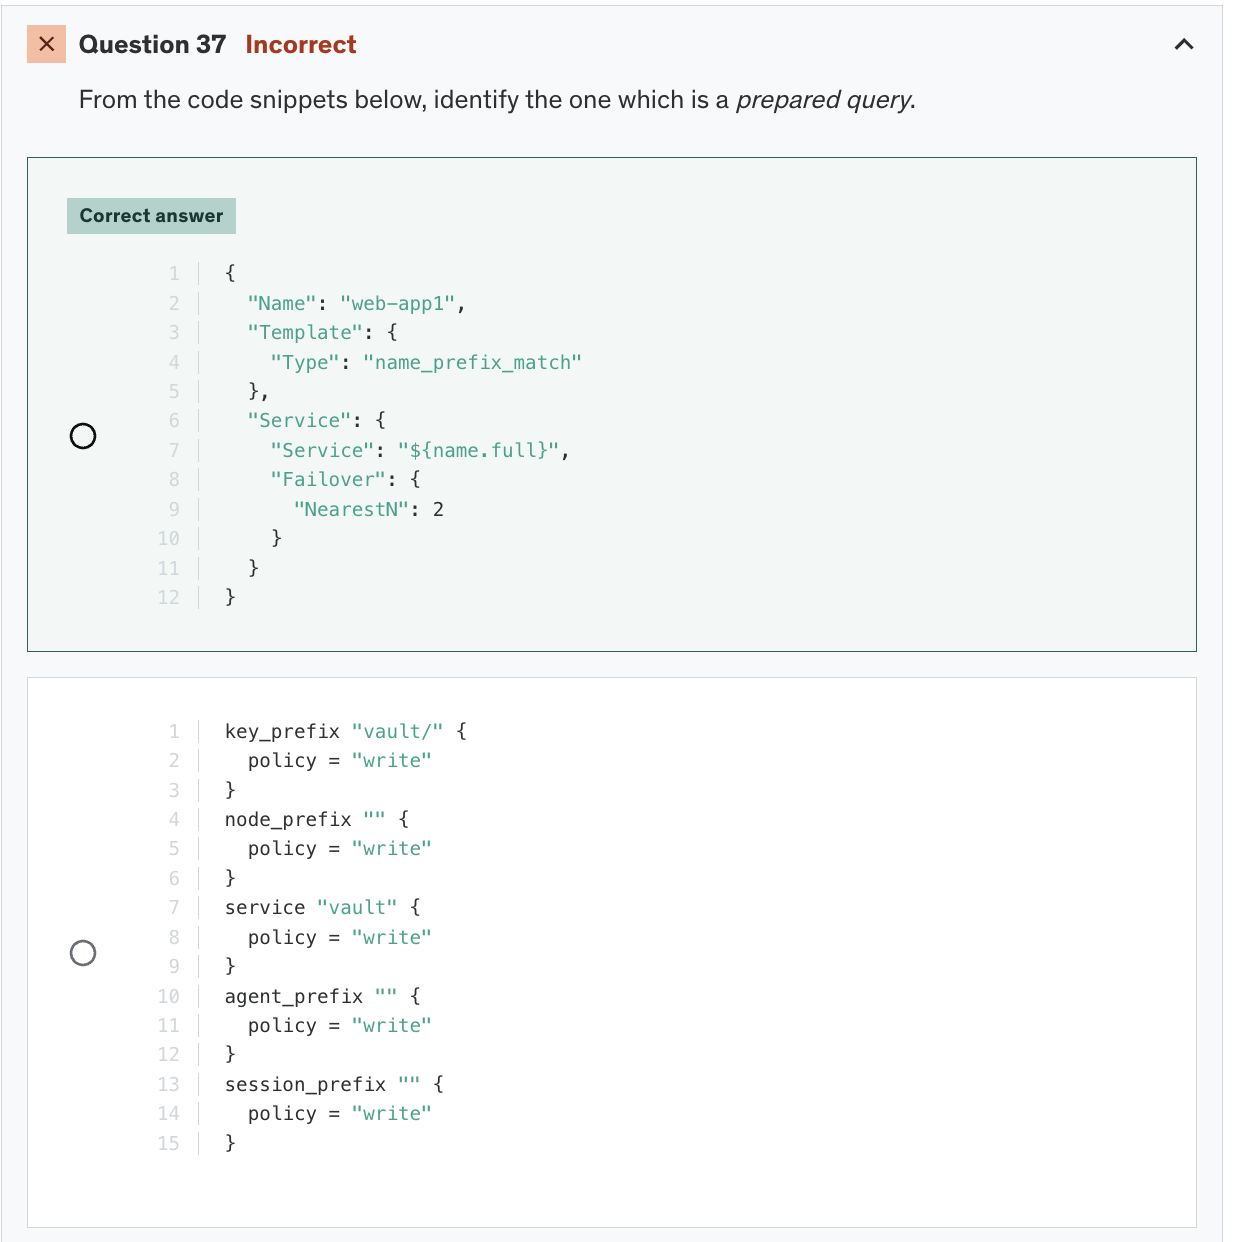 Question 37 Incorrect
From the code snippets below, identify the one which is a prepared query.
Correct answer
1 {
2 "Name": "web-app1",
3 "Template": {
4 "Type": "name_prefix_match"
5 },
6 "Service": {
7 "Service": "${name.full}",
8 "Failover": {
9 "NearestN": 2
10 }
11 }
12 }
1 key_prefix "vault/" {
2 policy = "write"
3 }
4 node_prefix "" {
5 policy = "write"
6 }
7 service "vault" {
8 policy = "write"
9 }
10 agent_prefix "" {
11 policy = "write"
12 }
13 session_prefix "" {
14 policy = "write"
15 }